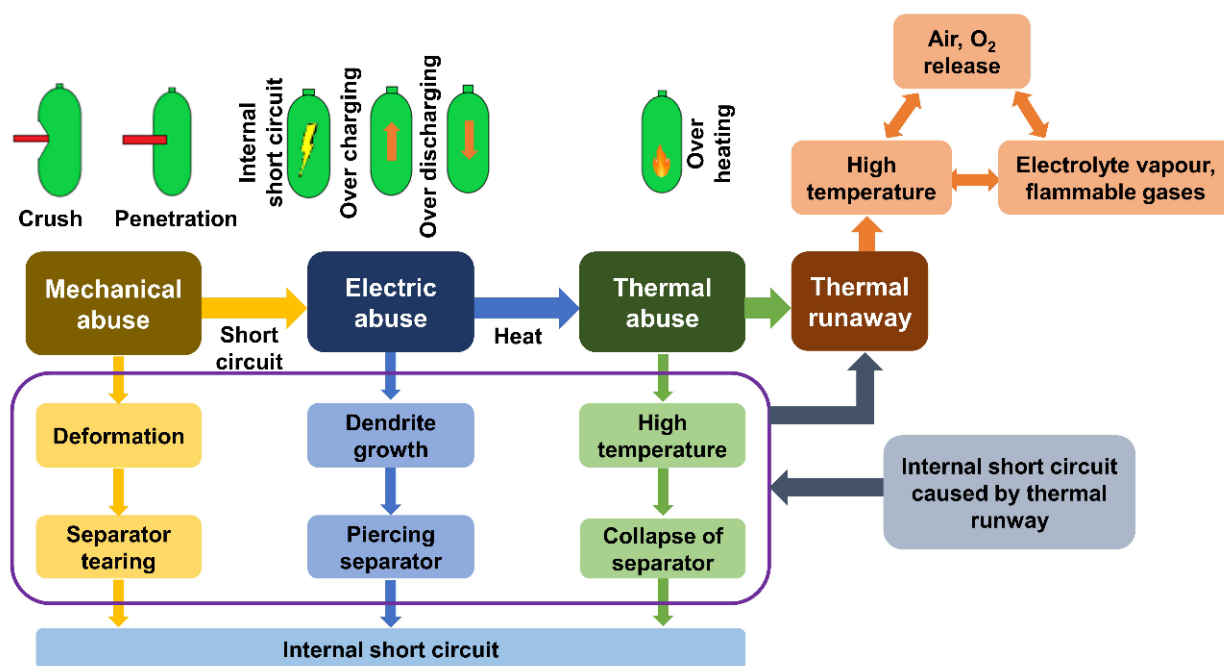 Air, O₂
release
Internal
short circuit
Over charging
Over discharging
Over
heating
Crush
Penetration
High
temperature
Electrolyte vapour,
flammable gases
Mechanical
abuse
Short
circuit
Electric
abuse
Heat
Thermal
abuse
Thermal
runaway
Deformation
Dendrite
growth
High
temperature
Internal short circuit
caused by thermal
runway
Separator
tearing
Piercing
separator
Collapse of
separator
Internal short circuit